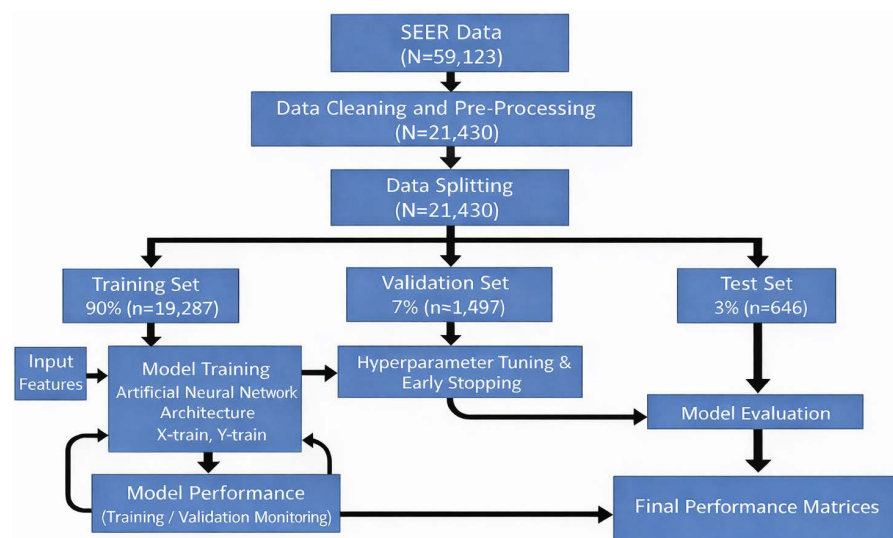 SEER Data
(N=59,123)
Data Cleaning and Pre-Processing
(N=21,430)
Data Splitting
(N=21,430)
Training Set
90% (n=19,287)
Validation Set
7% (n=1,497)
Test Set
3% (n=646)
Input
Features
Model Training
Artificial Neural Network
Architecture
X-train, Y-train
Hyperparameter Tuning &
Early Stopping
Model Evaluation
Model Performance
(Training / Validation Monitoring)
Final Performance Matrices